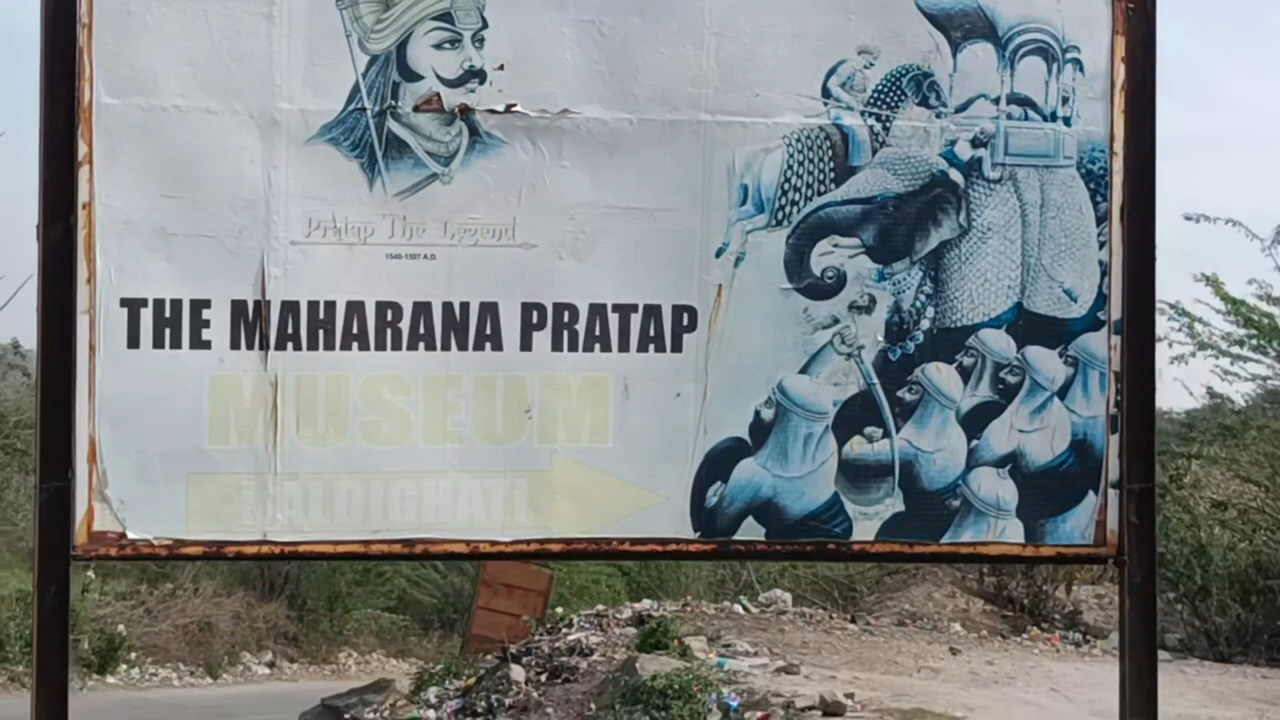 Pratap The Legend
1540-1597 A.D.
THE MAHARANA PRATAP
MUSEUM
HALDIGHATI